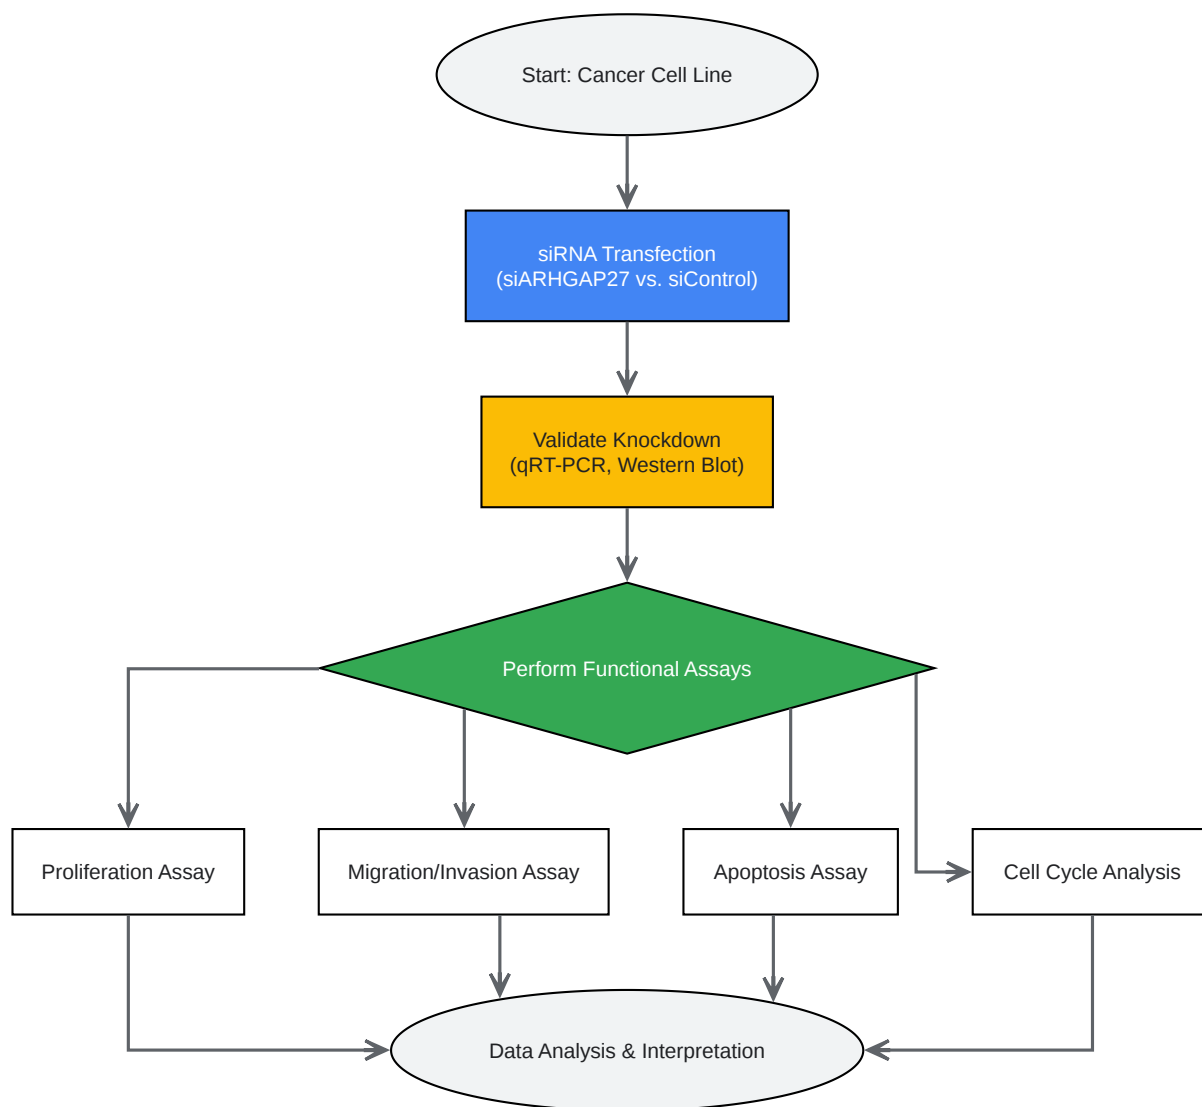 Start: Cancer Cell Line
siRNA Transfection
(siARHGAP27 vs. siControl)
Validate Knockdown
(qRT-PCR, Western Blot)
Perform Functional Assays
Proliferation Assay
Migration/Invasion Assay
Apoptosis Assay
Cell Cycle Analysis
Data Analysis & Interpretation